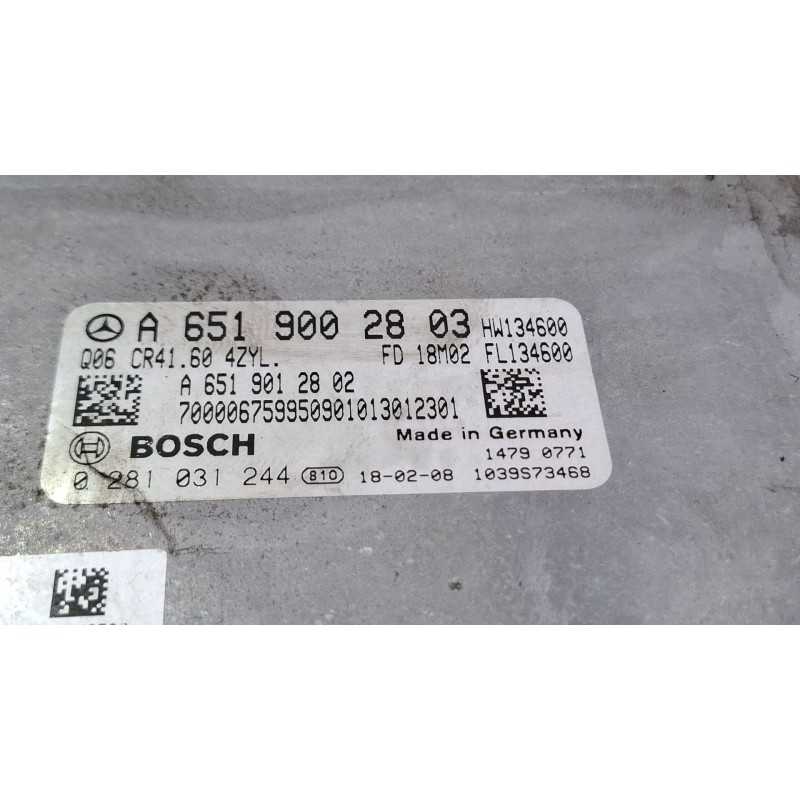 A 651 900 28 03 HW134600
Q06 CR41.60 4ZYL. FD 18M02 FL134600
A 651 901 28 02
700006759950901013012301
BOSCH Made in Germany
1479 0771
0 281 031 244 810 18-02-08 1039S73468